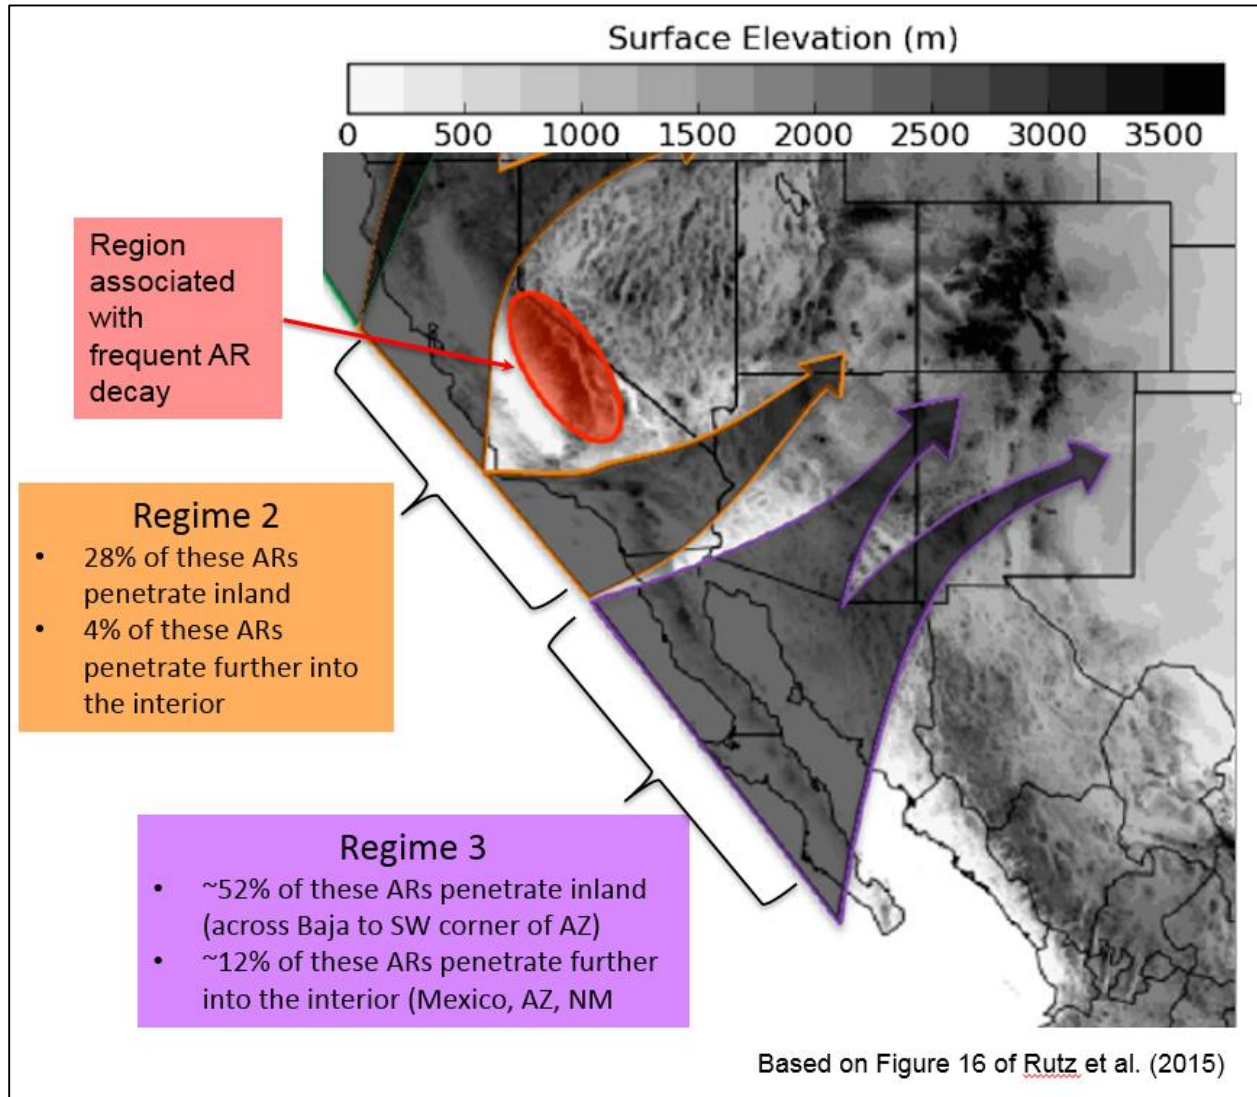 Surface Elevation (m)
0 500 1000 1500 2000 2500 3000 3500
Region
associated
with
frequent AR
decay
Regime 2
• 28% of these ARs
penetrate inland
• 4% of these ARs
penetrate further into
the interior
Regime 3
• ~52% of these ARs penetrate inland
(across Baja to SW corner of AZ)
• ~12% of these ARs penetrate further
into the interior (Mexico, AZ, NM
Based on Figure 16 of Rutz et al. (2015)